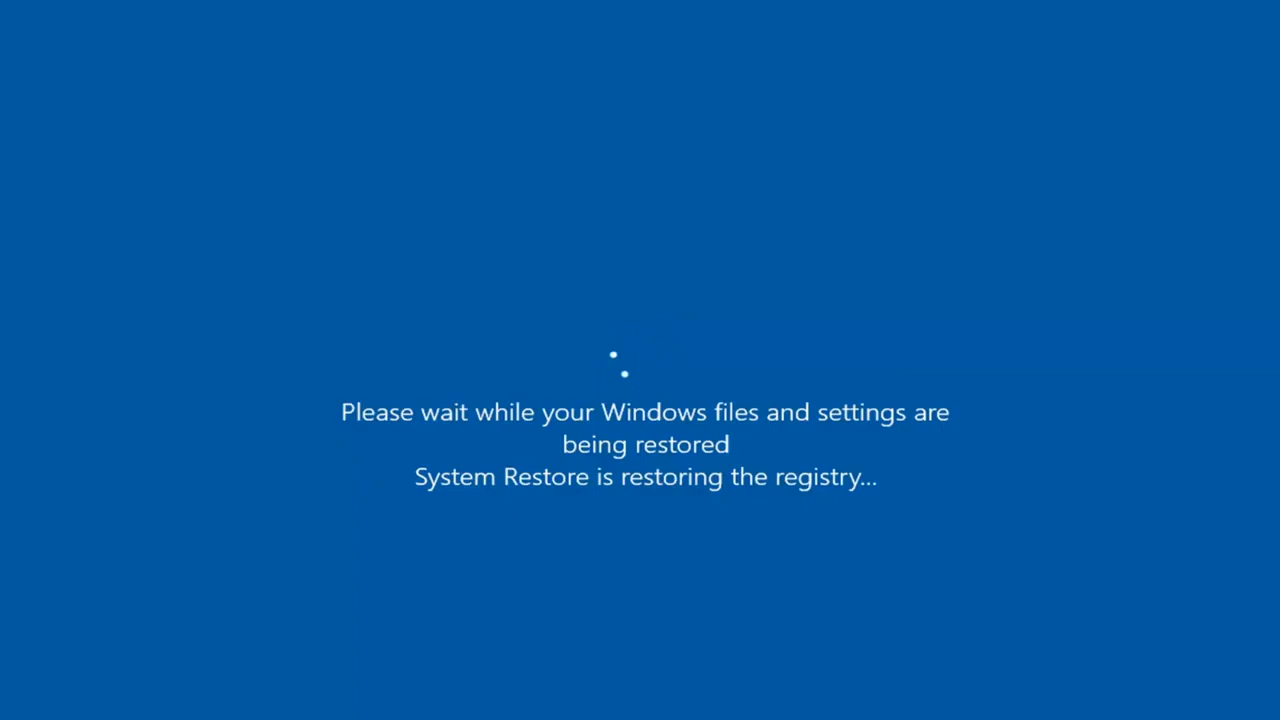 Please wait while your Windows files and settings are
being restored
System Restore is restoring the registry...